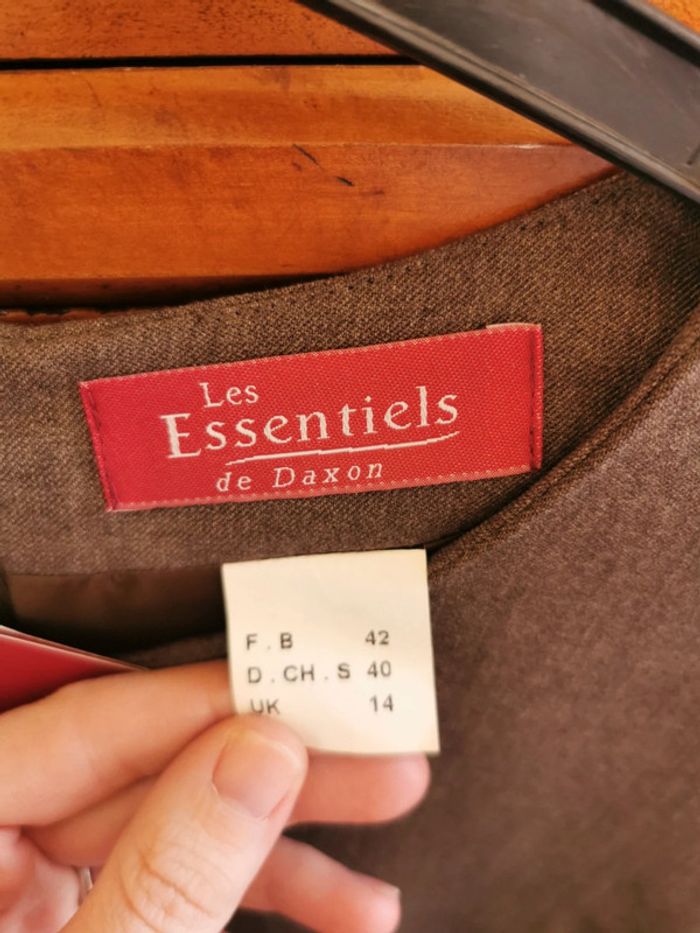 Les
Essentiels
de Daxon
F . B 42
D . CH . S 40
UK 14